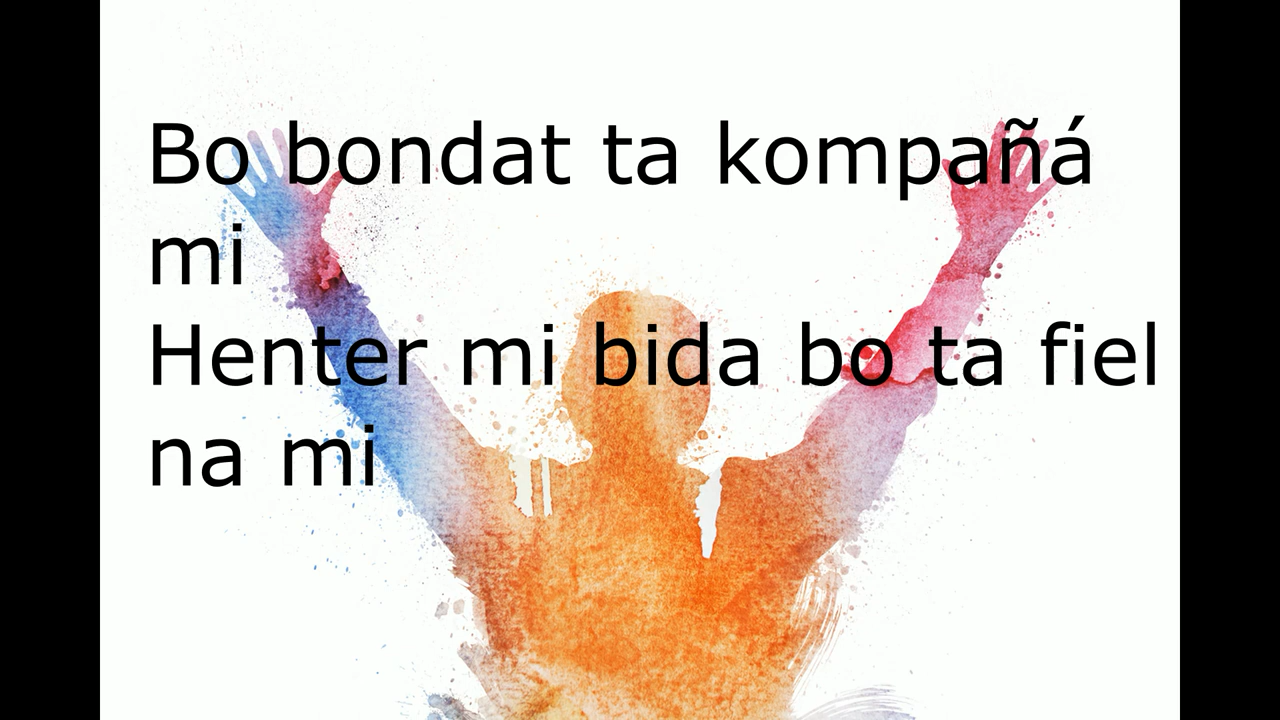 Bo bondat ta kompañá
mi
Henter mi bida bo ta fiel
na mi